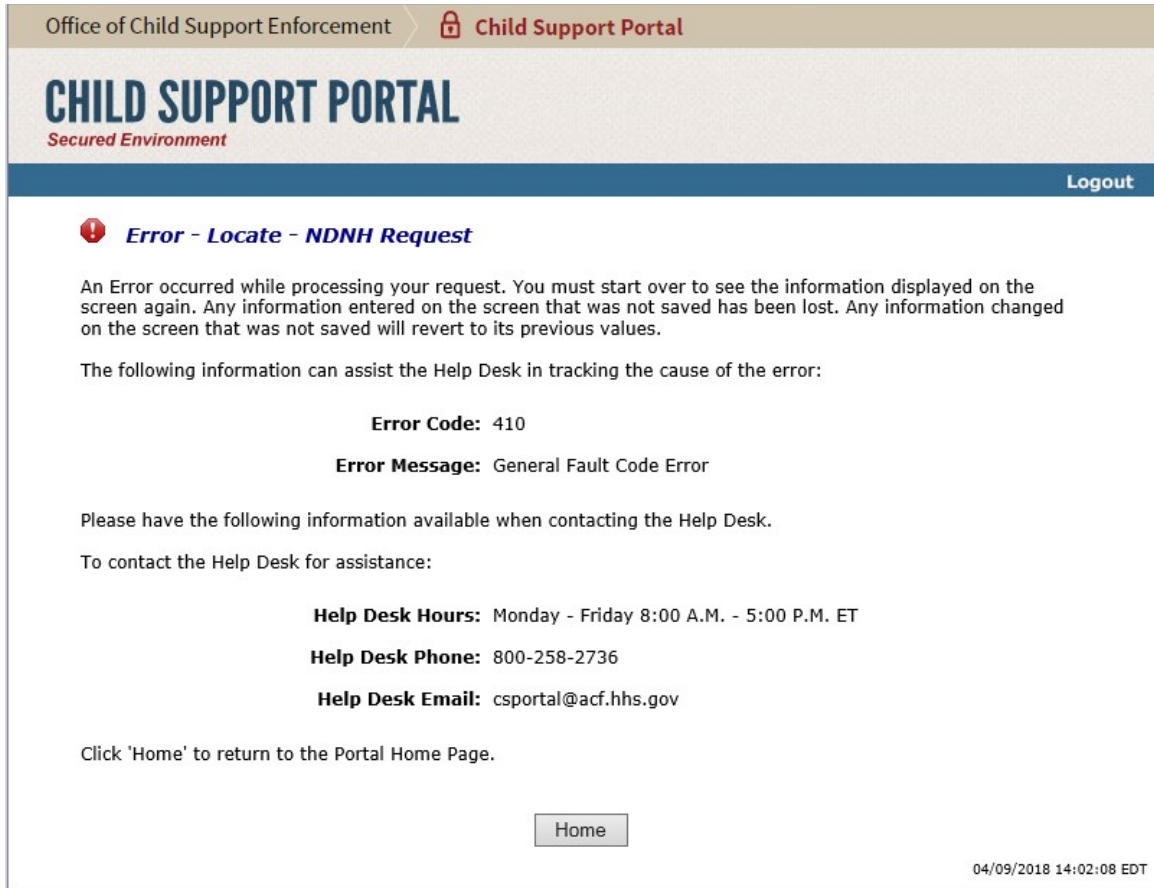 Office of Child Support Enforcement Child Support Portal
CHILD SUPPORT PORTAL
Secured Environment
Logout
Error - Locate - NDNH Request
An Error occurred while processing your request. You must start over to see the information displayed on the
screen again. Any information entered on the screen that was not saved has been lost. Any information changed
on the screen that was not saved will revert to its previous values.
The following information can assist the Help Desk in tracking the cause of the error:
Error Code: 410
Error Message: General Fault Code Error
Please have the following information available when contacting the Help Desk.
To contact the Help Desk for assistance:
Help Desk Hours: Monday - Friday 8:00 A.M. - 5:00 P.M. ET
Help Desk Phone: 800-258-2736
Help Desk Email: csportal@acf.hhs.gov
Click 'Home' to return to the Portal Home Page.
Home
04/09/2018 14:02:08 EDT